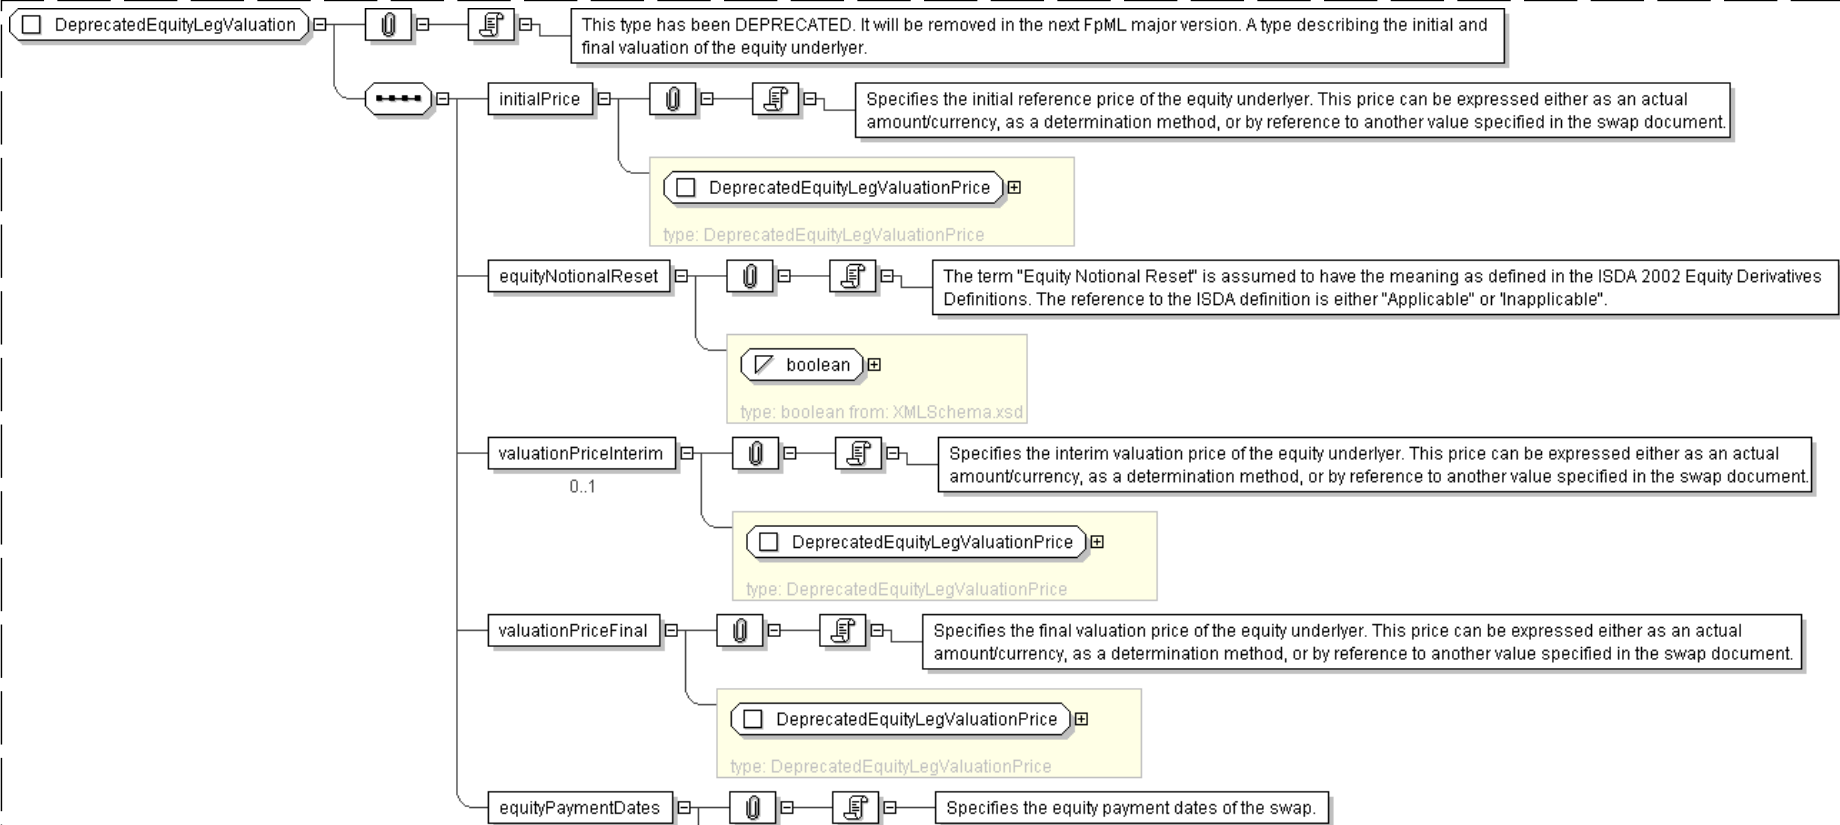 DeprecatedEquityLegValuation
This type has been DEPRECATED. It will be removed in the next FpML major version. A type describing the initial and
final valuation of the equity underlyer.
initialPrice
Specifies the initial reference price of the equity underlyer. This price can be expressed either as an actual
amount/currency, as a determination method, or by reference to another value specified in the swap document.
DeprecatedEquityLegValuationPrice
type: DeprecatedEquityLegValuationPrice
equityNotionalReset
The term "Equity Notional Reset" is assumed to have the meaning as defined in the ISDA 2002 Equity Derivatives
Definitions. The reference to the ISDA definition is either "Applicable" or 'Inapplicable".
boolean
type: boolean from: XMLSchema.xsd
valuationPriceInterim
0..1
Specifies the interim valuation price of the equity underlyer. This price can be expressed either as an actual
amount/currency, as a determination method, or by reference to another value specified in the swap document.
DeprecatedEquityLegValuationPrice
type: DeprecatedEquityLegValuationPrice
valuationPriceFinal
Specifies the final valuation price of the equity underlyer. This price can be expressed either as an actual
amount/currency, as a determination method, or by reference to another value specified in the swap document.
DeprecatedEquityLegValuationPrice
type: DeprecatedEquityLegValuationPrice
equityPaymentDates
Specifies the equity payment dates of the swap.